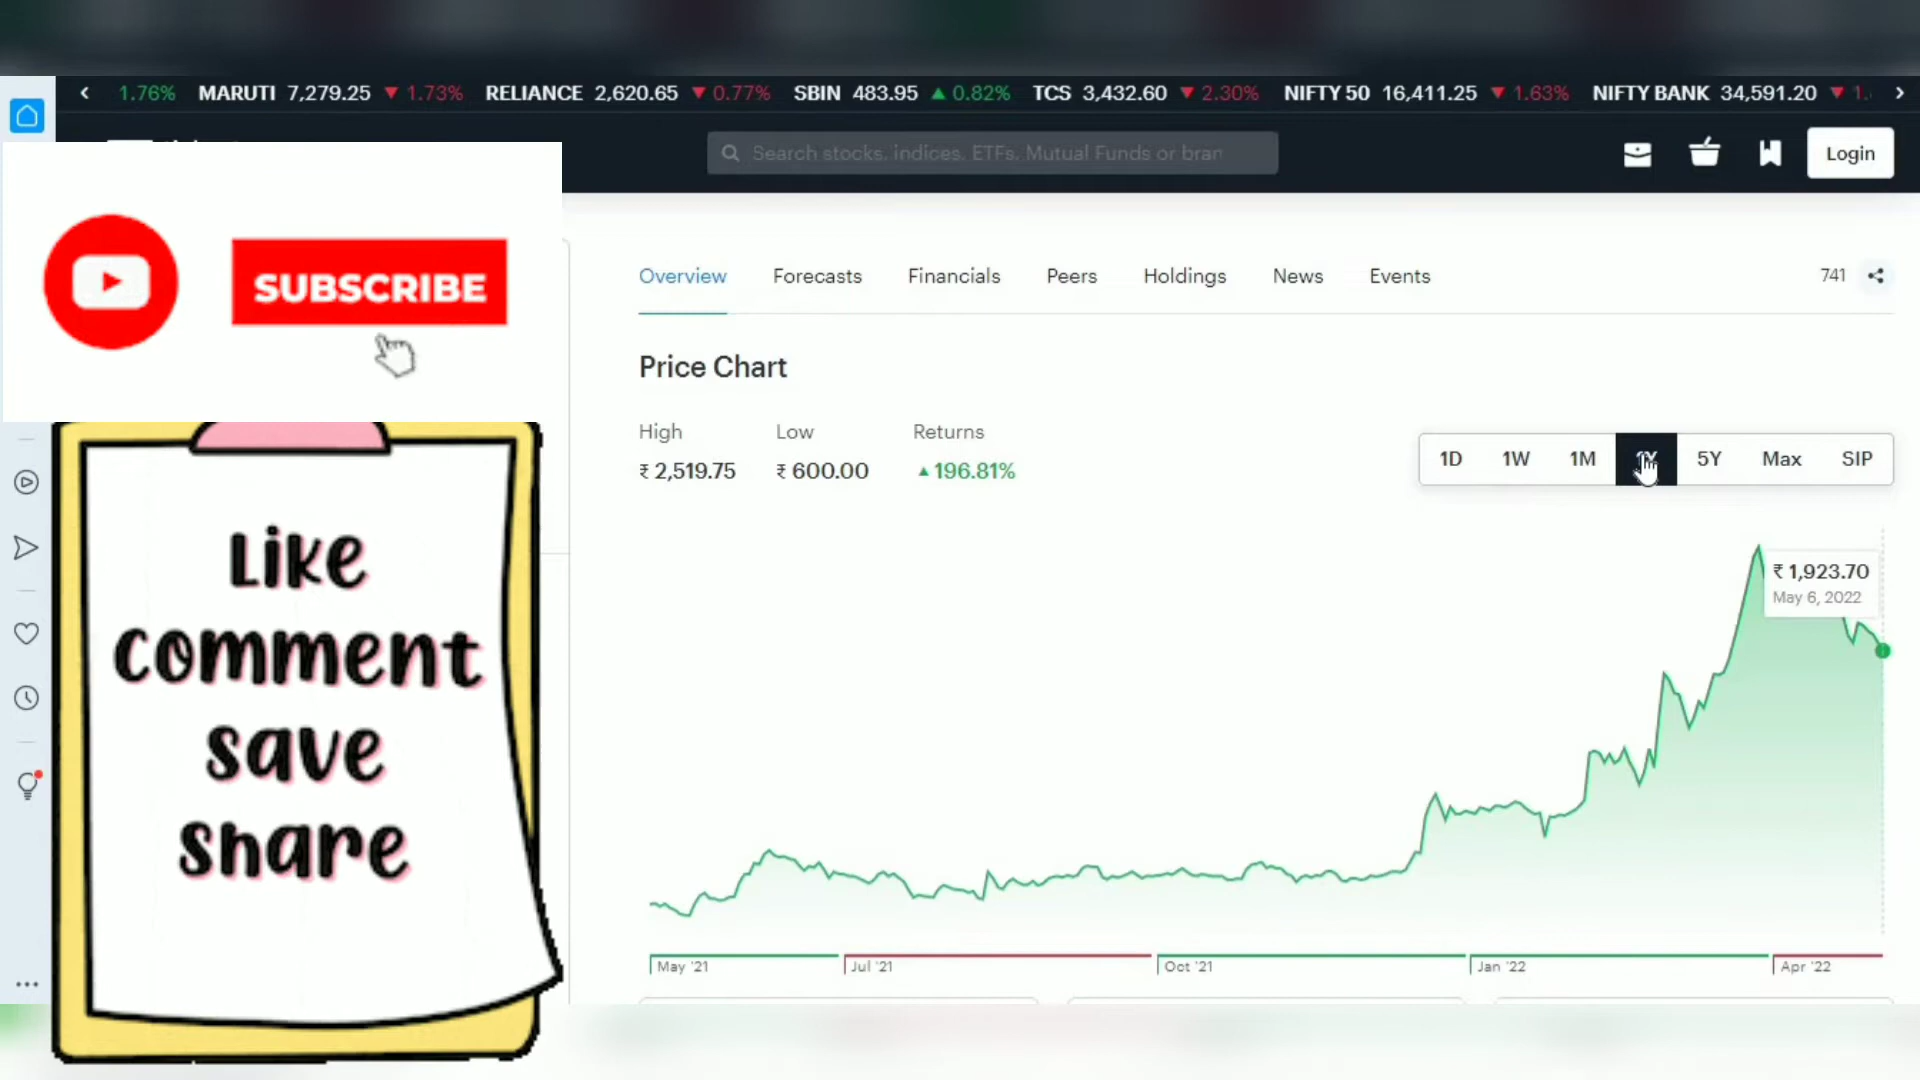 1.76% MARUTI 7,279.25 ▼ 1.73% RELIANCE 2,620.65 ▼ 0.77% SBIN 483.95 ▲ 0.82% TCS 3,432.60 ▼ 2.30% NIFTY 50 16,411.25 ▼ 1.63% NIFTY BANK 34,591.20 ▼ 1.
Search stocks, indices, ETFs, Mutual Funds or bran
Login
SUBSCRIBE
Overview Forecasts Financials Peers Holdings News Events 741
Price Chart
High Low Returns
₹ 2,519.75 ₹ 600.00 ▲ 196.81%
1D 1W 1M 5Y Max SIP
₹ 1,923.70
May 6, 2022
Like
comment
save
share
May '21 Jul '21 Oct '21 Jan '22 Apr '22